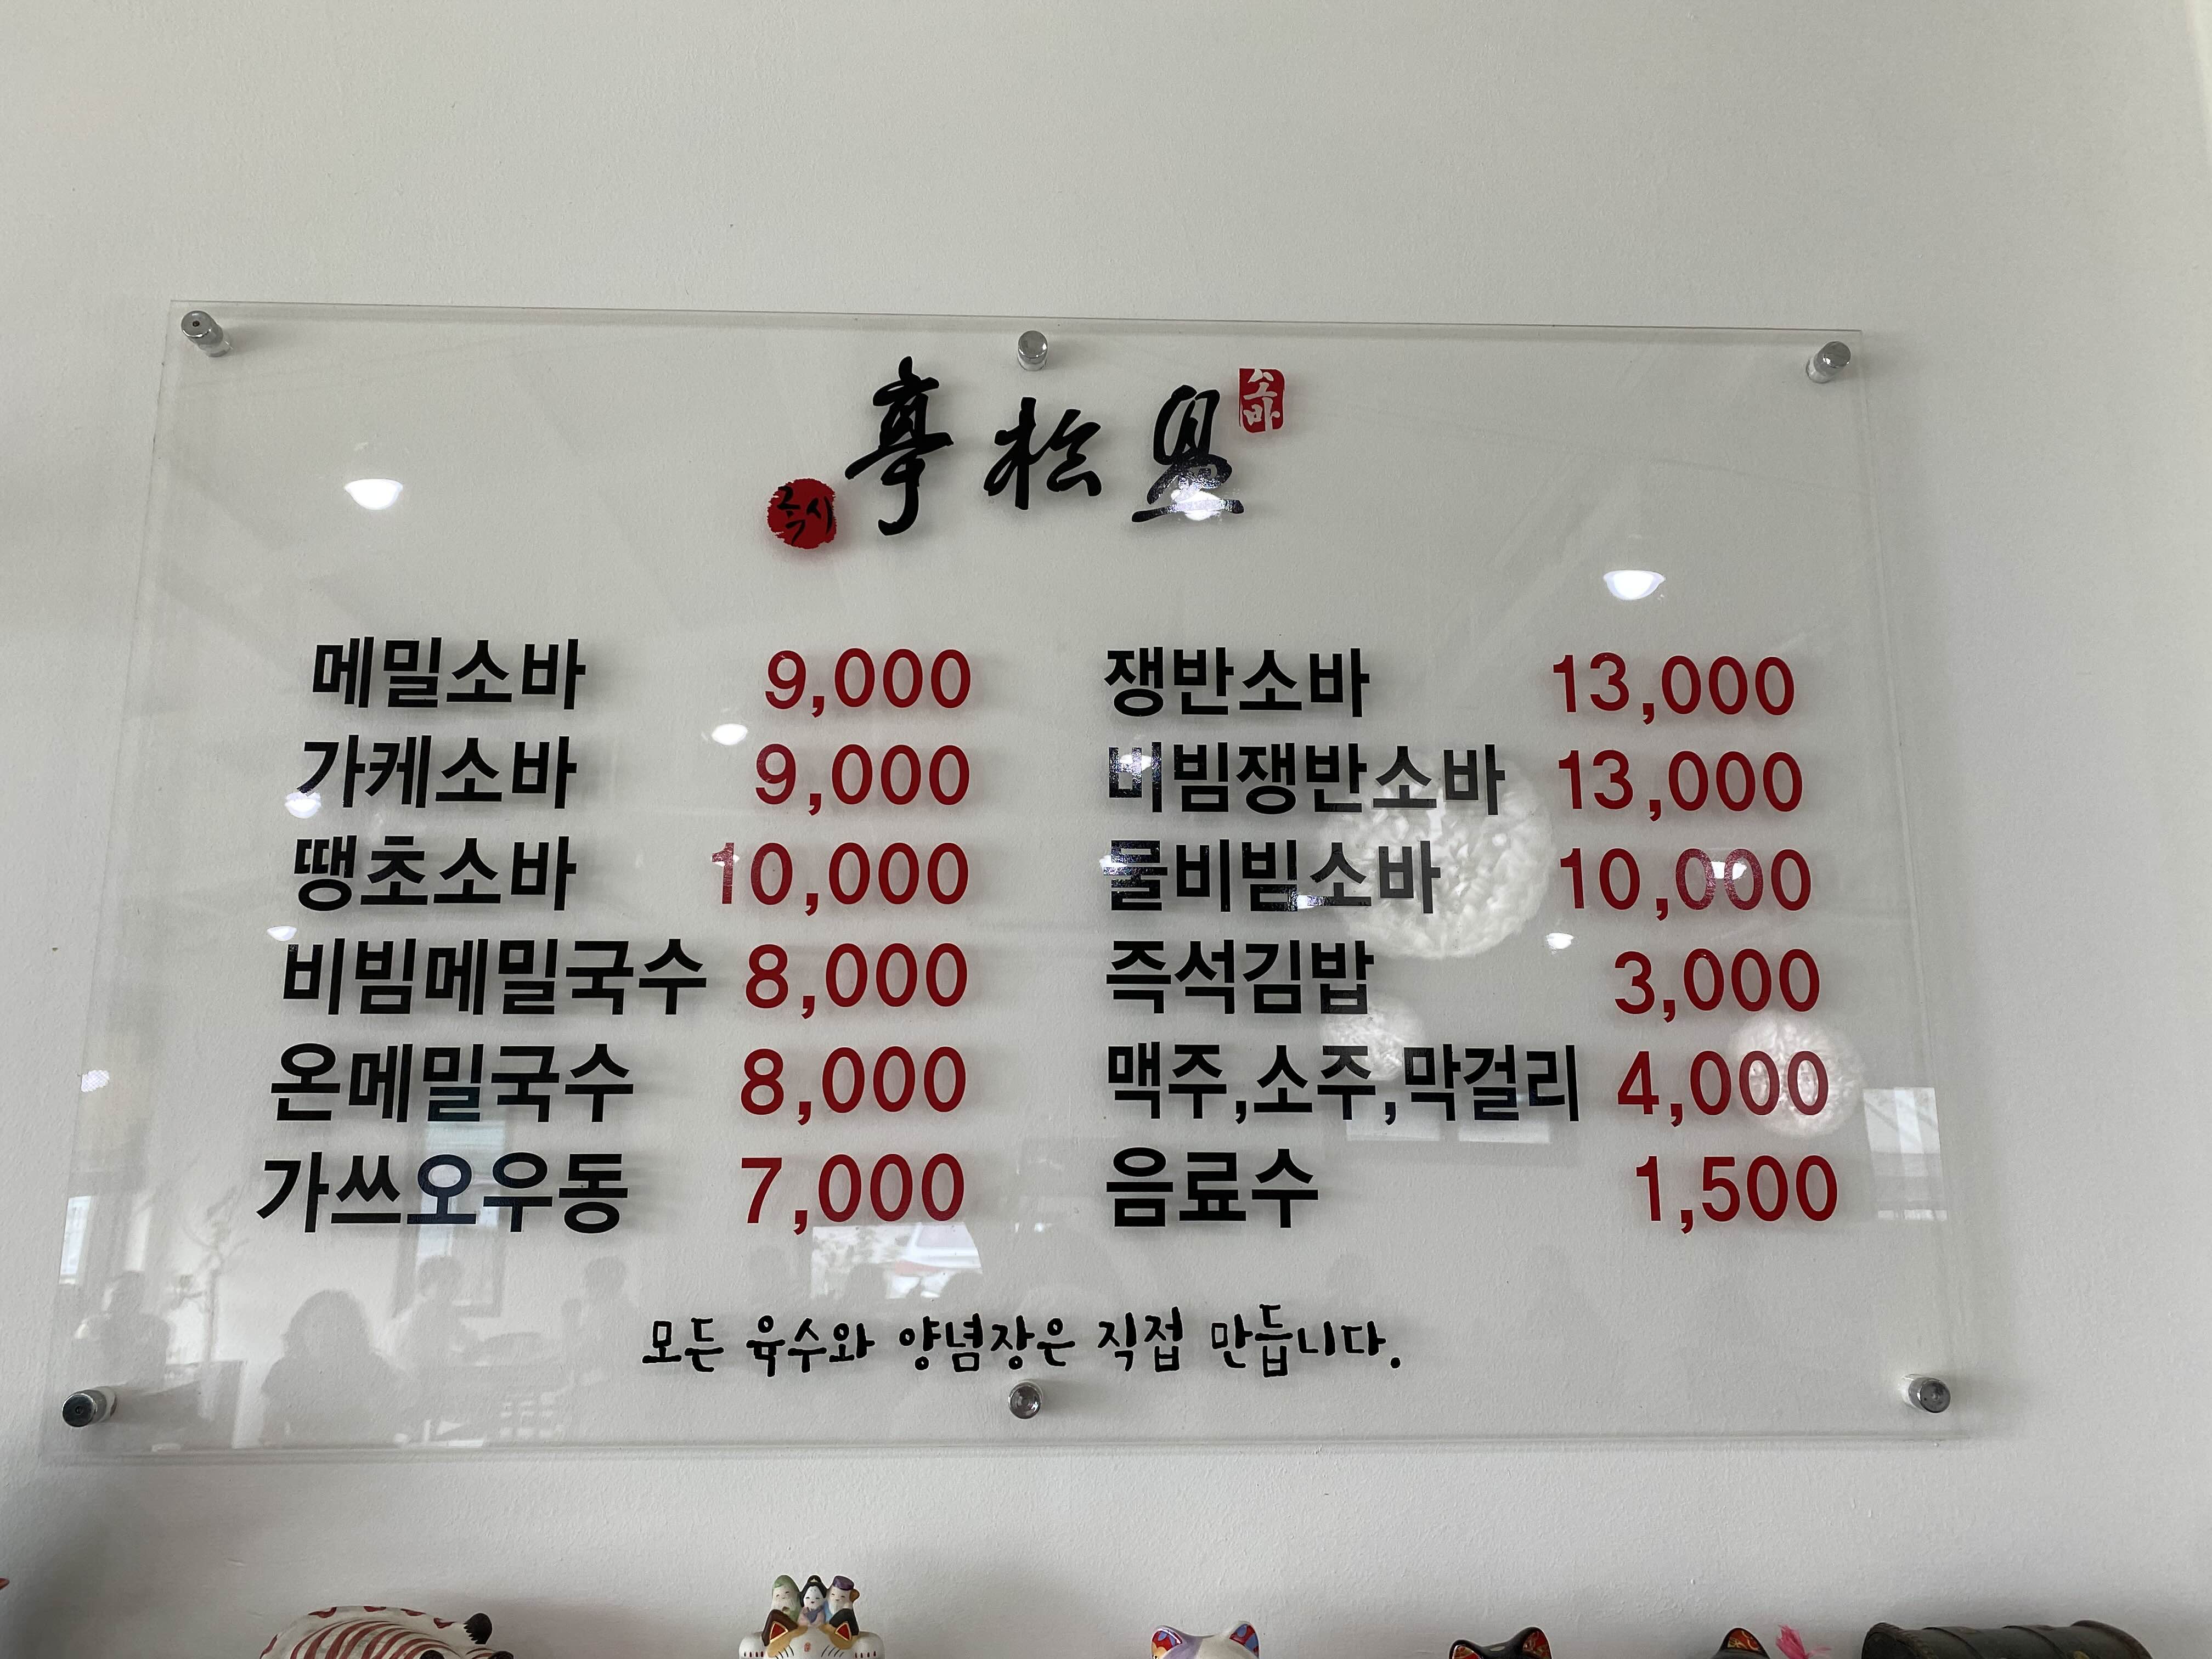 소바
亭松盟
즉시
메밀소바 9,000
가케소바 9,000
땡초소바 10,000
비빔메밀국수 8,000
온메밀국수 8,000
가쓰오우동 7,000
쟁반소바 13,000
비빔쟁반소바 13,000
물비빔소바 10,000
즉석김밥 3,000
맥주,소주,막걸리 4,000
음료수 1,500
모든 육수와 양념장은 직접 만듭니다.